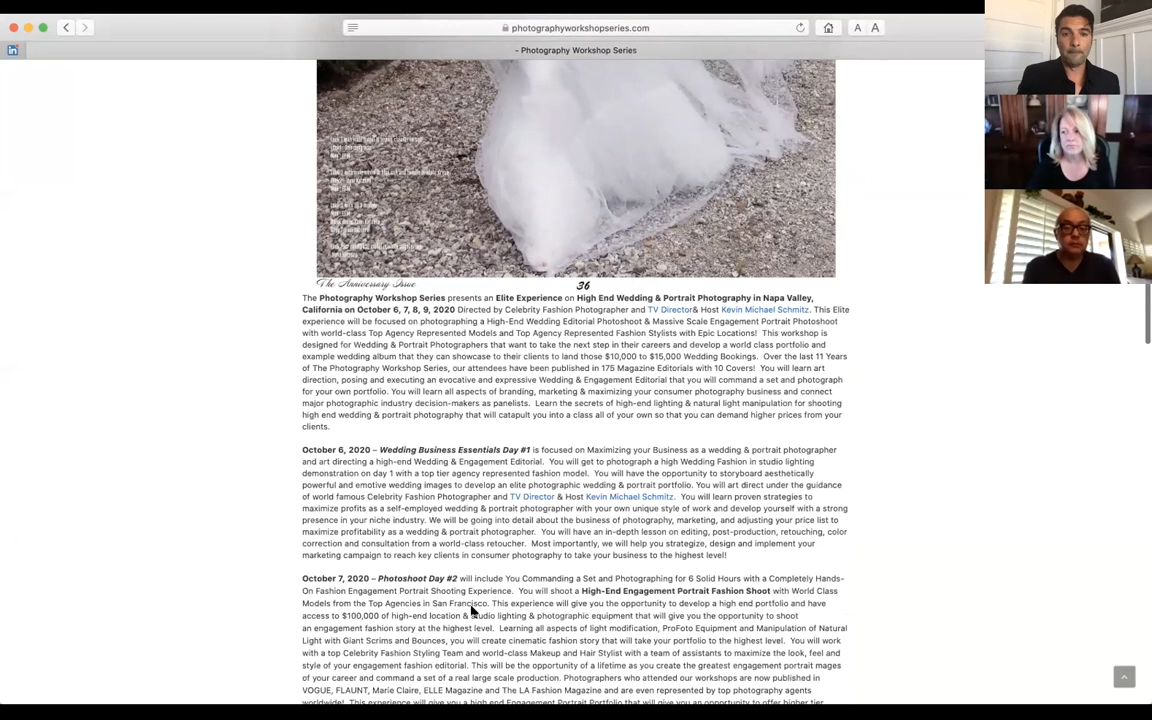 photographyworkshopseries.com
A A
in
- Photography Workshop Series
The Anniversary Issue
36
The Photography Workshop Series presents an Elite Experience on High End Wedding & Portrait Photography in Napa Valley,
California on October 6, 7, 8, 9, 2020 Directed by Celebrity Fashion Photographer and TV Director& Host Kevin Michael Schmitz. This Elite
experience will be focused on photographing a High-End Wedding Editorial Photoshoot & Massive Scale Engagement Portrait Photoshoot
with world-class Top Agency Represented Models and Top Agency Represented Fashion Stylists with Epic Locations! This workshop is
designed for Wedding & Portrait Photographers that want to take the next step in their careers and develop a world class portfolio and
example wedding album that they can showcase to their clients to land those $10,000 to $15,000 Wedding Bookings. Over the last 11 Years
of The Photography Workshop Series, our attendees have been published in 175 Magazine Editorials with 10 Covers! You will learn art
direction, posing and executing an evocative and expressive Wedding & Engagement Editorial that you will command a set and photograph
for your own portfolio. You will learn all aspects of branding, marketing & maximizing your consumer photography business and connect
major photographic industry decision-makers as panelists. Learn the secrets of high-end lighting & natural light manipulation for shooting
high end wedding & portrait photography that will catapult you into a class all of your own so that you can demand higher prices from your
clients.
October 6, 2020 – Wedding Business Essentials Day #1 is focused on Maximizing your Business as a wedding & portrait photographer
and art directing a high-end Wedding & Engagement Editorial. You will get to photograph a high Wedding Fashion in studio lighting
demonstration on day 1 with a top tier agency represented fashion model. You will have the opportunity to storyboard aesthetically
powerful and emotive wedding images to develop an elite photographic wedding & portrait portfolio. You will art direct under the guidance
of world famous Celebrity Fashion Photographer and TV Director & Host Kevin Michael Schmitz. You will learn proven strategies to
maximize profits as a self-employed wedding & portrait photographer with your own unique style of work and develop yourself with a strong
presence in your niche industry. We will be going into detail about the business of photography, marketing, and adjusting your price list to
maximize profitability as a wedding & portrait photographer. You will have an in-depth lesson on editing, post-production, retouching, color
correction and consultation from a world-class retoucher. Most importantly, we will help you strategize, design and implement your
marketing campaign to reach key clients in consumer photography to take your business to the highest level!
October 7, 2020 – Photoshoot Day #2 will include You Commanding a Set and Photographing for 6 Solid Hours with a Completely Hands-
On Fashion Engagement Portrait Shooting Experience. You will shoot a High-End Engagement Portrait Fashion Shoot with World Class
Models from the Top Agencies in San Francisco. This experience will give you the opportunity to develop a high end portfolio and have
access to $100,000 of high-end location & studio lighting & photographic equipment that will give you the opportunity to shoot
an engagement fashion story at the highest level. Learning all aspects of light modification, ProFoto Equipment and Manipulation of Natural
Light with Giant Scrims and Bounces, you will create cinematic fashion story that will take your portfolio to the highest level. You will work
with a top Celebrity Fashion Styling Team and world-class Makeup and Hair Stylist with a team of assistants to maximize the look, feel and
style of your engagement fashion editorial. This will be the opportunity of a lifetime as you create the greatest engagement portrait mages
of your career and command a set of a real large scale production. Photographers who attended our workshops are now published in
VOGUE, FLAUNT, Marie Claire, ELLE Magazine and The LA Fashion Magazine and are even represented by top photography agents
worldwide! This experience will give you a high end Engagement Portrait Portfolio that will give you an opportunity to offer higher tier